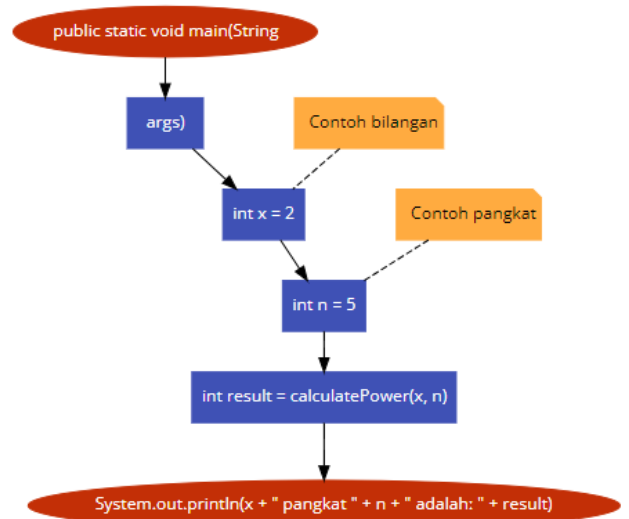 public static void main(String
args)
Contoh bilangan
int x = 2
Contoh pangkat
int n = 5
int result = calculatePower(x, n)
System.out.println(x + " pangkat " + n + " adalah: " + result)